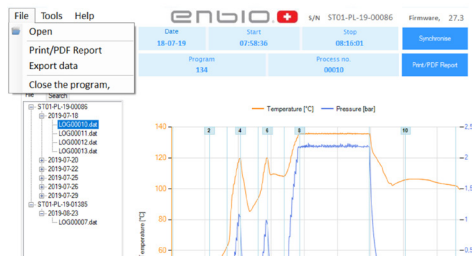 File Tools Help
enbio. S/N ST01-PL-19-00086 Firmware, 27.3
Open
Print/PDF Report
Export data
Close the program,
Date Start Stop
18-07-19 07:58:36 08:16:01
Synchronise
Program Process no.
134 00010
Print/PDF Report
File Search
ST01-PL-19-00086
2019-07-18
LOG00010.dat
LOG00011.dat
LOG00012.dat
LOG00013.dat
2019-07-20
2019-07-22
2019-07-25
2019-07-26
2019-07-29
ST01-PL-19-01385
2019-08-23
LOG00007.dat
Temperature [°C] Pressure [bar]
2 4 6 8 10
140
120
100
80
60
Temperature [°C]
2.5
2
1.5
1
0.5